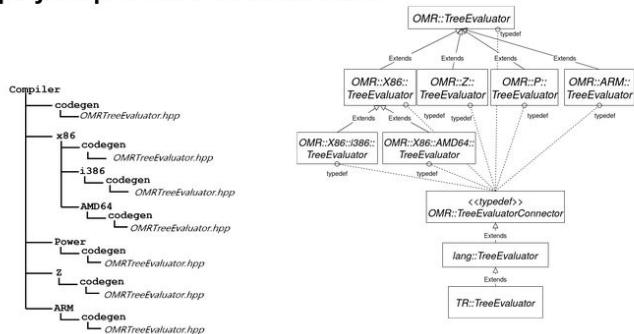 Compiler
codegen
OMRTreeEvaluator.hpp
x86
codegen
OMRTreeEvaluator.hpp
i386
codegen
OMRTreeEvaluator.hpp
AMD64
codegen
OMRTreeEvaluator.hpp
Power
codegen
OMRTreeEvaluator.hpp
Z
codegen
OMRTreeEvaluator.hpp
ARM
codegen
OMRTreeEvaluator.hpp
OMR::TreeEvaluator
typedef
Extends
Extends
Extends
Extends
OMR::X86::
TreeEvaluator
OMR::Z::
TreeEvaluator
OMR::P::
TreeEvaluator
OMR::ARM::
TreeEvaluator
typedef
typedef
typedef
typedef
Extends
Extends
OMR::X86::i386::
TreeEvaluator
OMR::X86::AMD64::
TreeEvaluator
typedef
typedef
<<typedef>>
OMR::TreeEvaluatorConnector
Extends
lang::TreeEvaluator
Extends
TR::TreeEvaluator